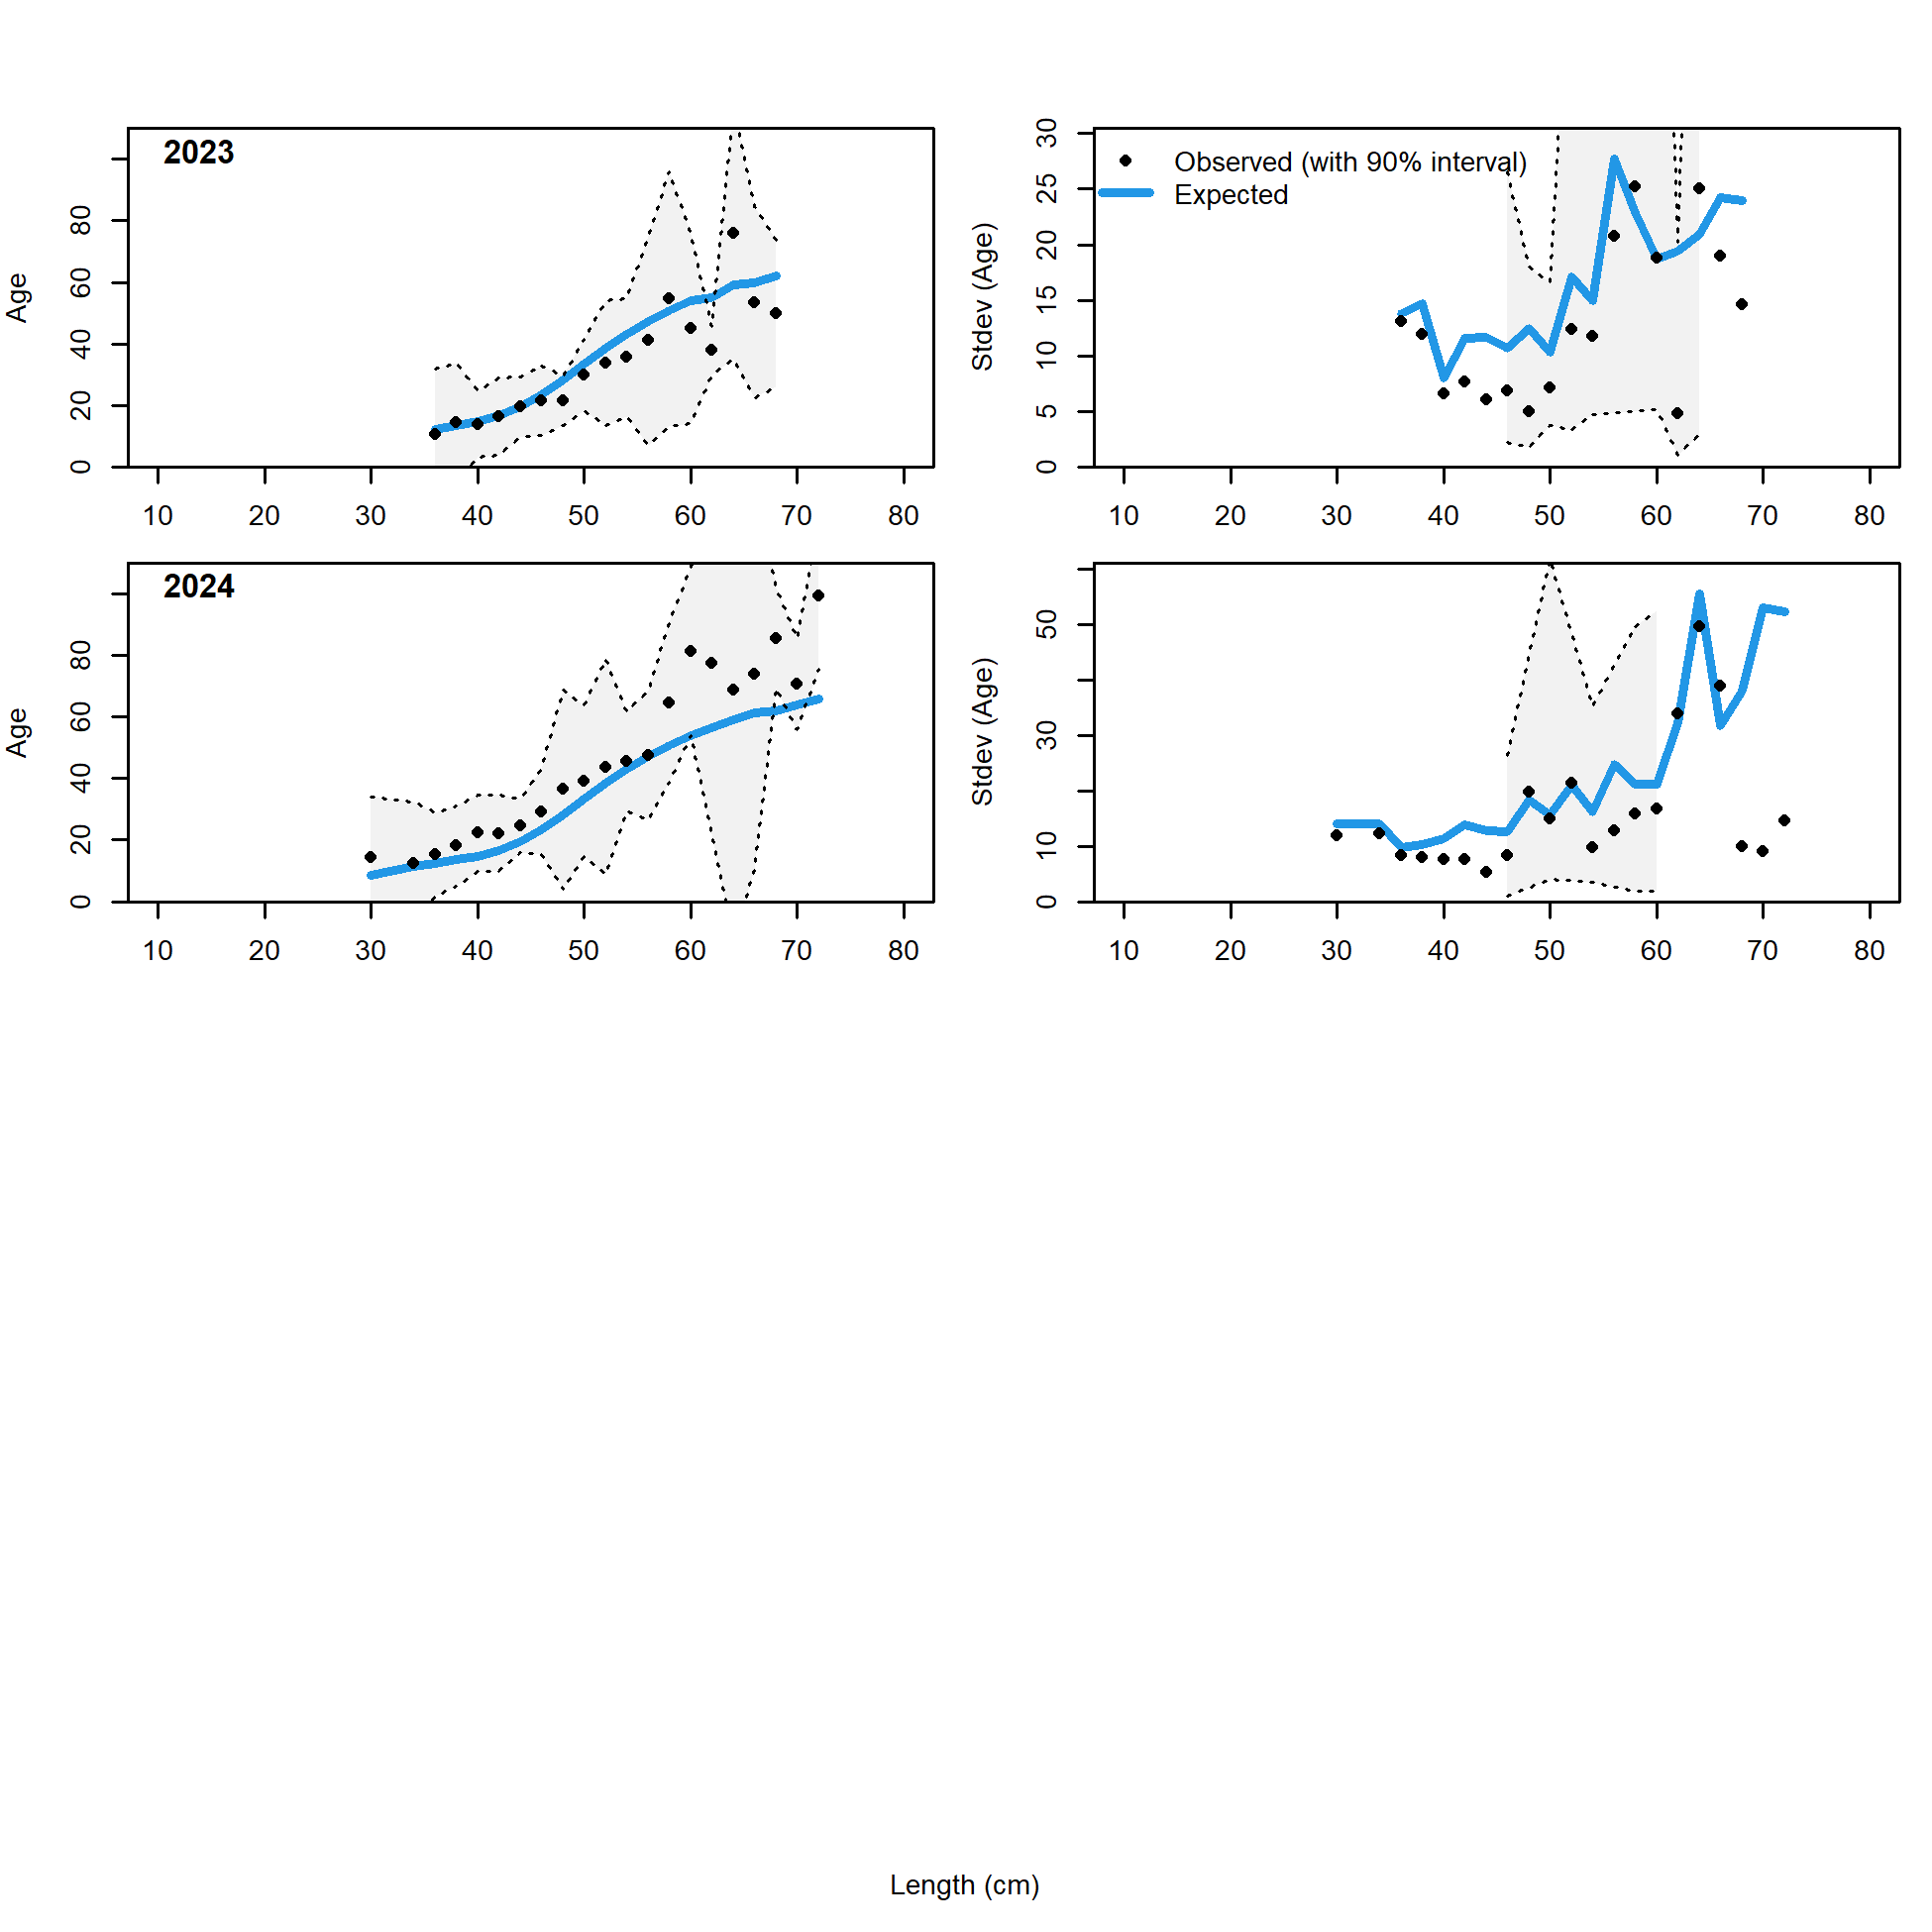 2023
Age
0 20 40 60 80
10 20 30 40 50 60 70 80
Observed (with 90% interval)
Expected
Stdev (Age)
0 5 10 15 20 25 30
10 20 30 40 50 60 70 80
2024
Age
0 20 40 60 80
10 20 30 40 50 60 70 80
Stdev (Age)
0 10 30 50
10 20 30 40 50 60 70 80
Length (cm)